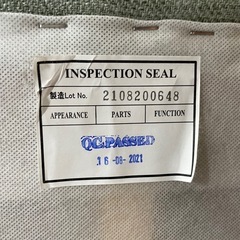 INSPECTION SEAL
製造Lot No. 2108200648
APPEARANCE PARTS FUNCTION
QC.PASSED
16-08-2021